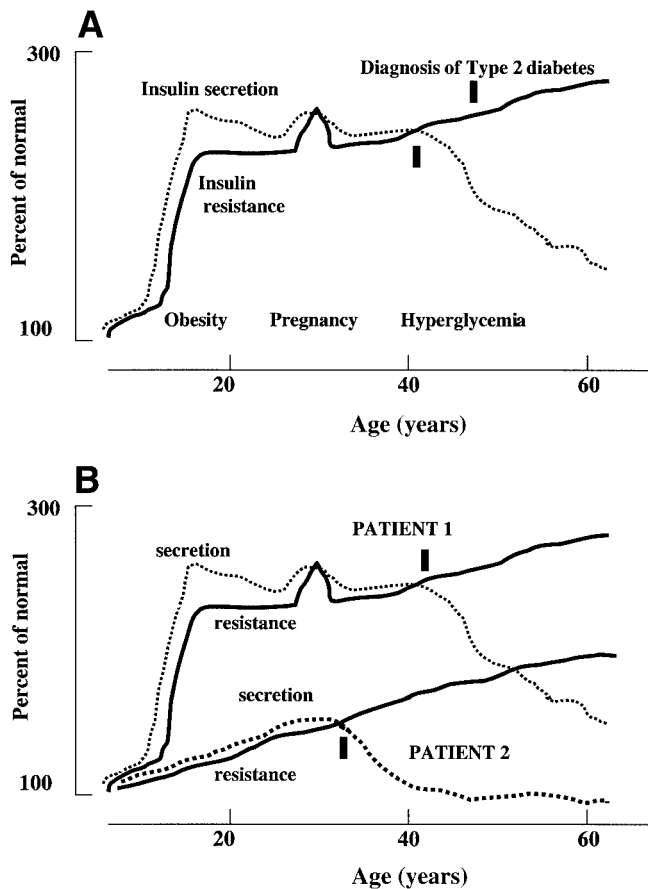 A
300
Diagnosis of Type 2 diabetes
Insulin secretion
Percent of normal
Insulin
resistance
100
Obesity
Pregnancy
Hyperglycemia
20
40
60
Age (years)
B
300
PATIENT 1
secretion
Percent of normal
resistance
secretion
PATIENT 2
resistance
100
20
40
60
Age (years)